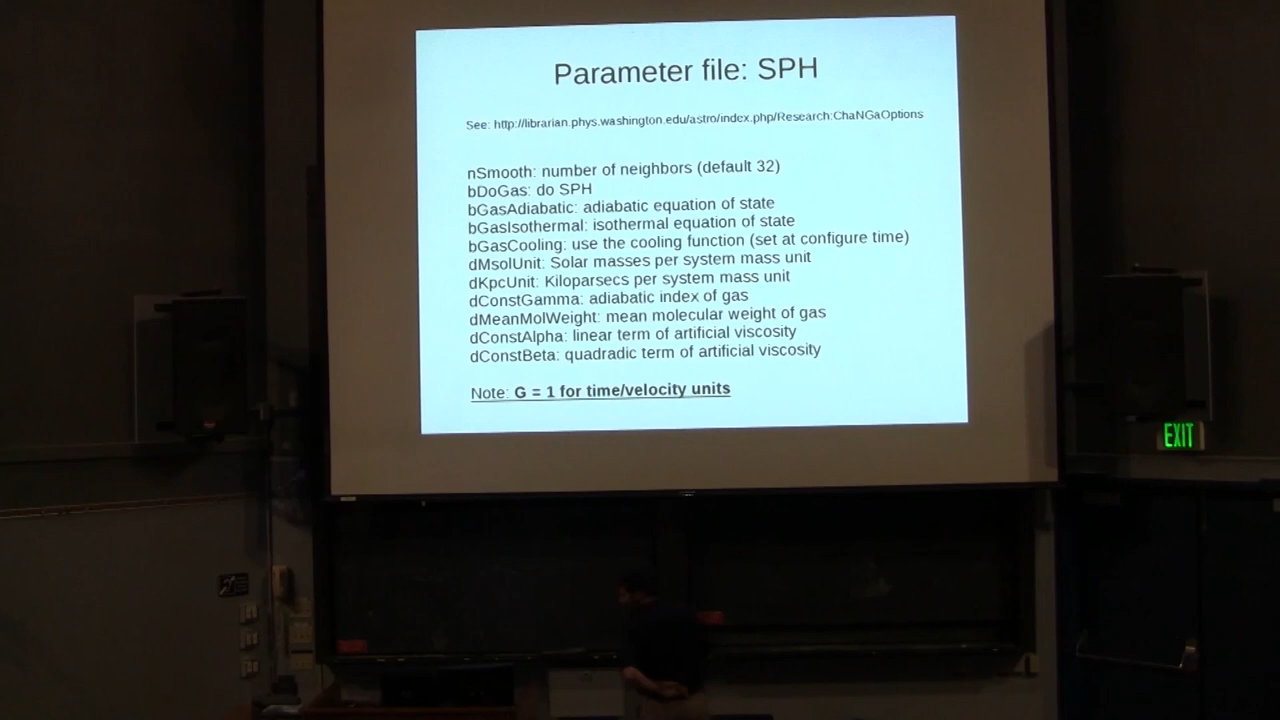 Parameter file: SPH
See: http://librarian.phys.washington.edu/astro/index.php/Research:ChaNGaOptions
nSmooth: number of neighbors (default 32)
bDoGas: do SPH
bGasAdiabatic: adiabatic equation of state
bGasIsothermal: isothermal equation of state
bGasCooling: use the cooling function (set at configure time)
dMsolUnit: Solar masses per system mass unit
dKpcUnit: Kiloparsecs per system mass unit
dConstGamma: adiabatic index of gas
dMeanMolWeight: mean molecular weight of gas
dConstAlpha: linear term of artificial viscosity
dConstBeta: quadradic term of artificial viscosity
Note: G = 1 for time/velocity units
EXIT